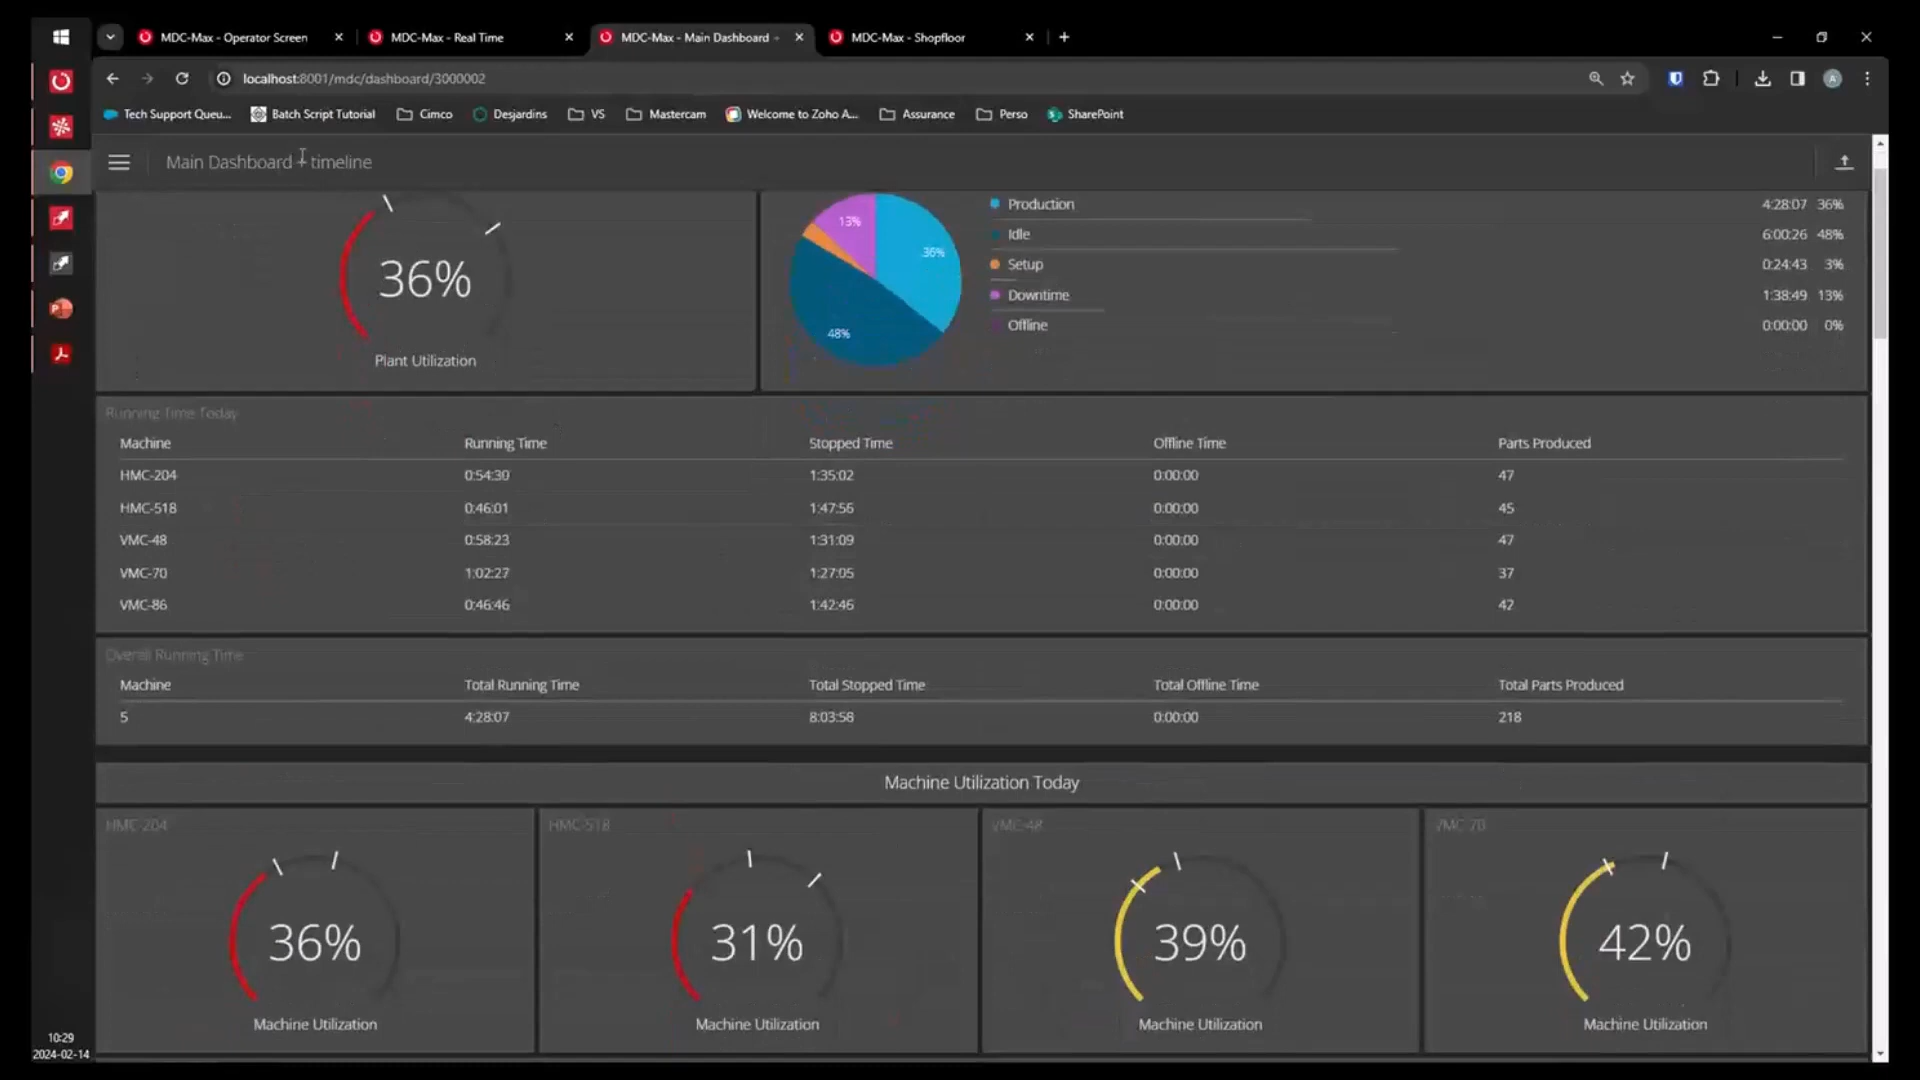 MDC-Max - Operator Screen
MDC-Max - Real Time
MDC-Max - Main Dashboard -
MDC-Max - Shopfloor
localhost:8001/mdc/dashboard/3000002
A
Tech Support Queu...
Batch Script Tutorial
Cimco
Desjardins
VS
Mastercam
Welcome to Zoho A...
Assurance
Perso
SharePoint
Main Dashboard - timeline
36%
Plant Utilization
13%
36%
48%
Production 4:28:07 36%
Idle 6:00:26 48%
Setup 0:24:43 3%
Downtime 1:38:49 13%
Offline 0:00:00 0%
Running Time Today
Machine Running Time Stopped Time Offline Time Parts Produced
HMC-204 0:54:30 1:35:02 0:00:00 47
HMC-518 0:46:01 1:47:56 0:00:00 45
VMC-48 0:58:23 1:31:09 0:00:00 47
VMC-70 1:02:27 1:27:05 0:00:00 37
VMC-86 0:46:46 1:42:46 0:00:00 42
Overall Running Time
Machine Total Running Time Total Stopped Time Total Offline Time Total Parts Produced
5 4:28:07 8:03:58 0:00:00 218
Machine Utilization Today
HMC-204 HMC-518 VMC-48 VMC-70
36% 31% 39% 42%
Machine Utilization Machine Utilization Machine Utilization Machine Utilization
10:29
2024-02-14